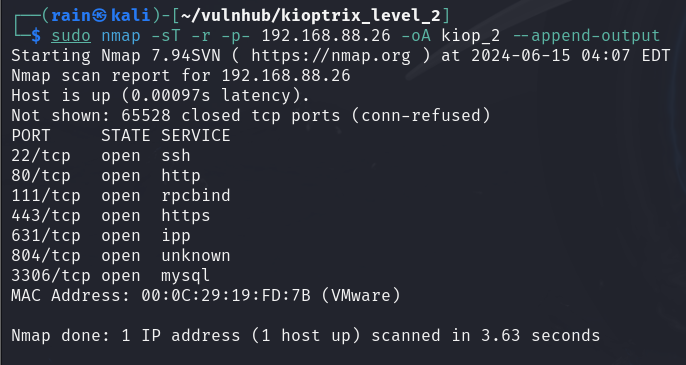 ┌──(rain㉿kali)-[~/vulnhub/kioptrix_level_2]
└─$ sudo nmap -sT -r -p- 192.168.88.26 -oA kiop_2 --append-output
Starting Nmap 7.94SVN ( https://nmap.org ) at 2024-06-15 04:07 EDT
Nmap scan report for 192.168.88.26
Host is up (0.00097s latency).
Not shown: 65528 closed tcp ports (conn-refused)
PORT     STATE SERVICE
22/tcp   open  ssh
80/tcp   open  http
111/tcp  open  rpcbind
443/tcp  open  https
631/tcp  open  ipp
804/tcp  open  unknown
3306/tcp open  mysql
MAC Address: 00:0C:29:19:FD:7B (VMware)
Nmap done: 1 IP address (1 host up) scanned in 3.63 seconds